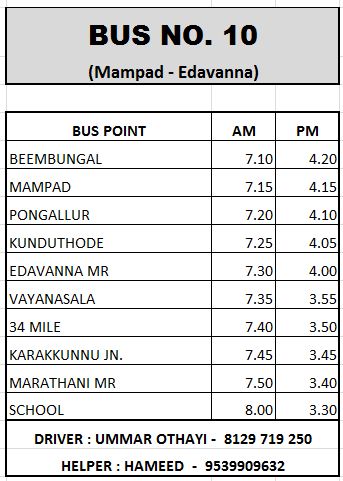 BUS NO. 10
(Mampad - Edavanna)
BUS POINT AM PM
BEEMBUNGAL 7.10 4.20
MAMPAD 7.15 4.15
PONGALLUR 7.20 4.10
KUNDUTHODE 7.25 4.05
EDAVANNA MR 7.30 4.00
VAYANASALA 7.35 3.55
34 MILE 7.40 3.50
KARAKKUNNU JN. 7.45 3.45
MARATHANI MR 7.50 3.40
SCHOOL 8.00 3.30
DRIVER : UMMAR OTHAYI - 8129 719 250
HELPER : HAMEED - 9539909632